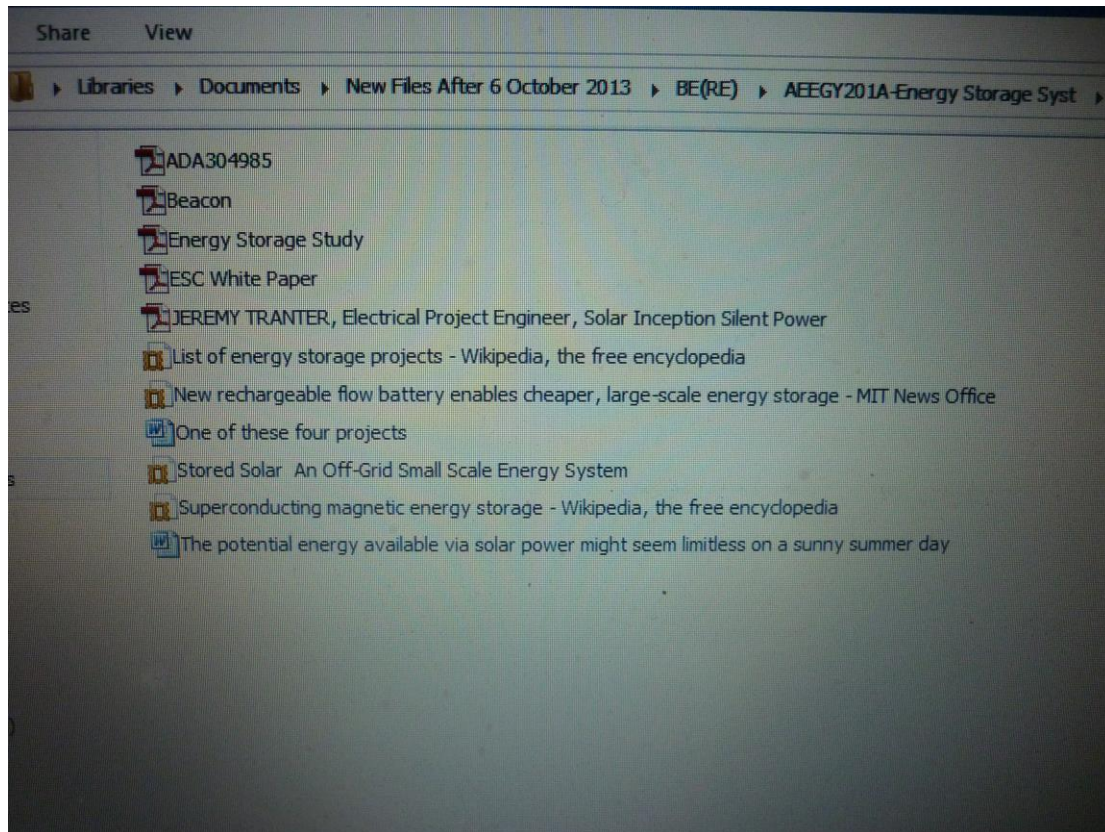 Share View
Libraries Documents New Files After 6 October 2013 BE(RE) AEEGY201A-Energy Storage Syst
ADA304985
Beacon
Energy Storage Study
ESC White Paper
JEREMY TRANTER, Electrical Project Engineer, Solar Inception Silent Power
List of energy storage projects - Wikipedia, the free encyclopedia
New rechargeable flow battery enables cheaper, large-scale energy storage - MIT News Office
One of these four projects
Stored Solar An Off-Grid Small Scale Energy System
Superconducting magnetic energy storage - Wikipedia, the free encyclopedia
The potential energy available via solar power might seem limitless on a sunny summer day